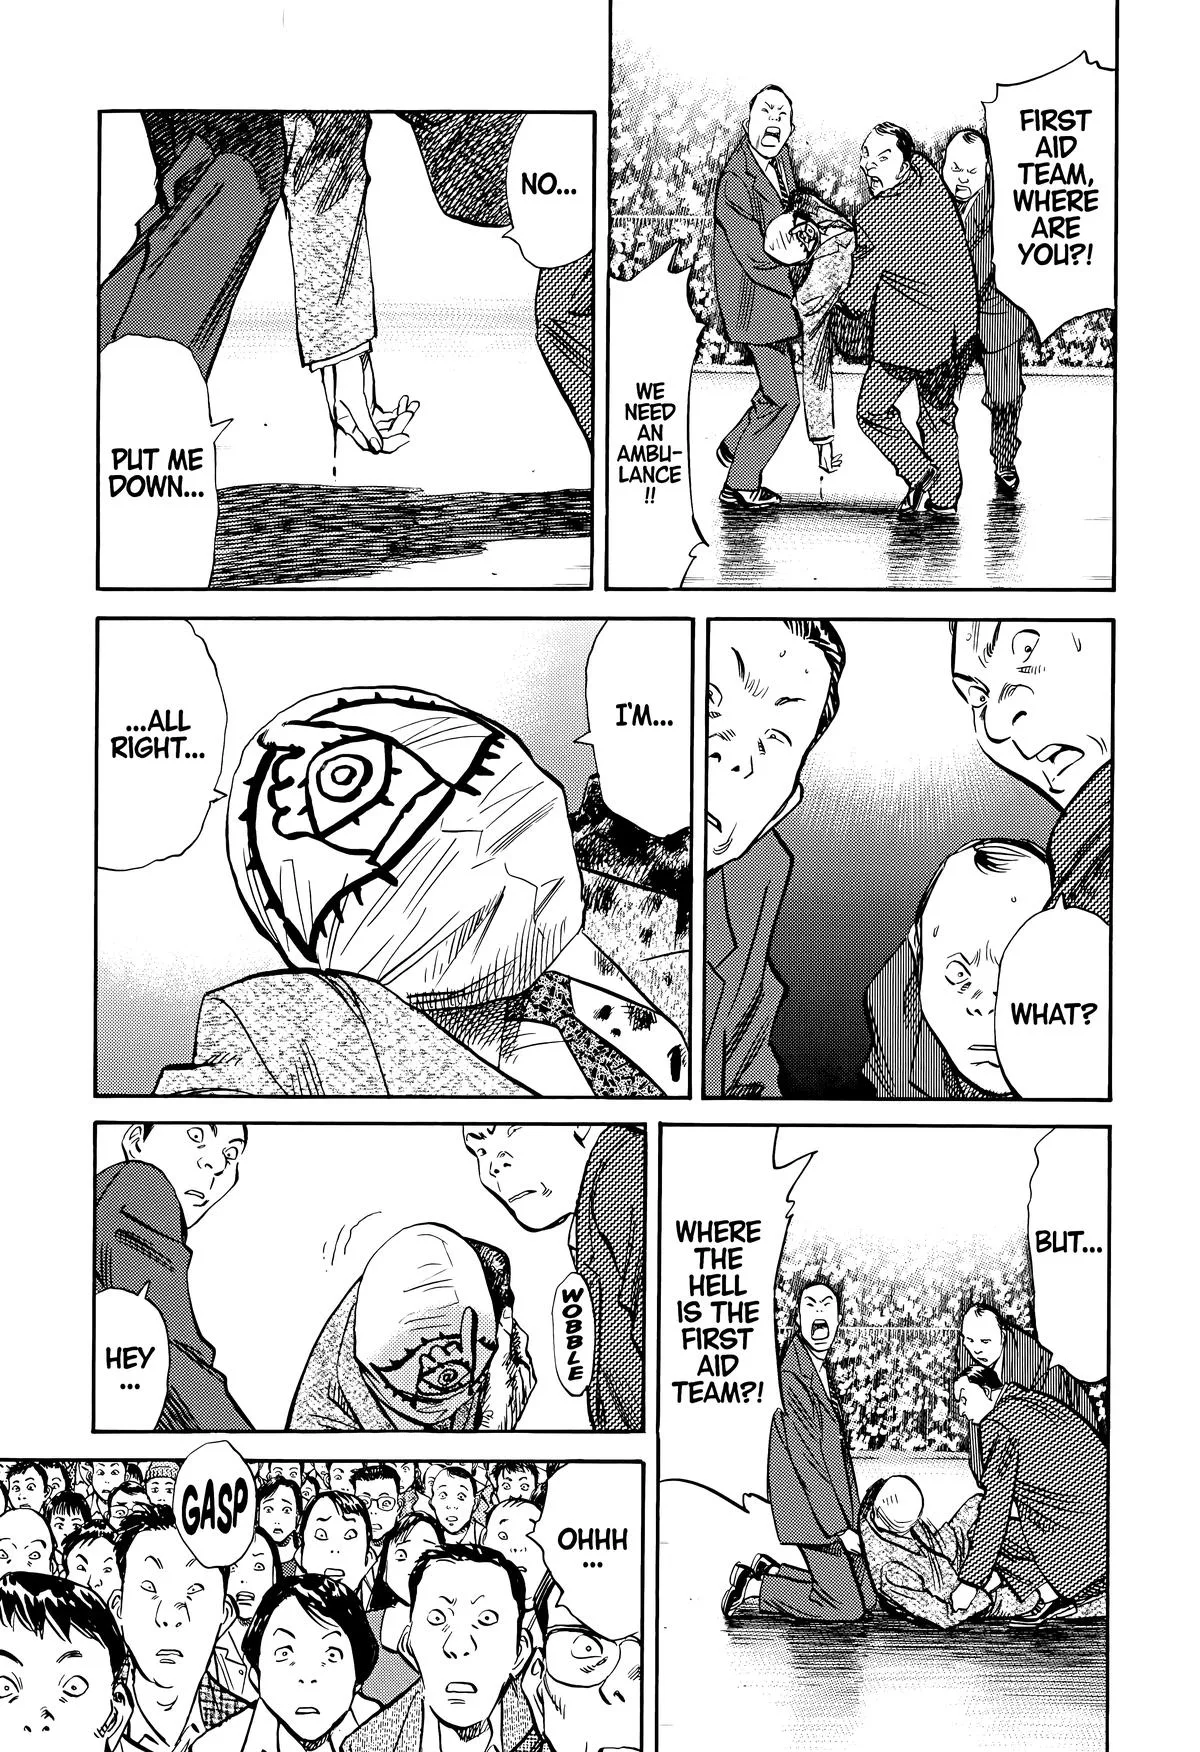 FIRST
AID
TEAM,
WHERE
ARE
YOU?!
WE
NEED
AN
AMBU-
LANCE
!!
NO...
PUT ME
DOWN...
WHAT?
I'M...
...ALL
RIGHT...
BUT...
WHERE
THE
HELL
IS THE
FIRST
AID
TEAM?!
WOBBLE
HEY
...
OHHH
...
GASP